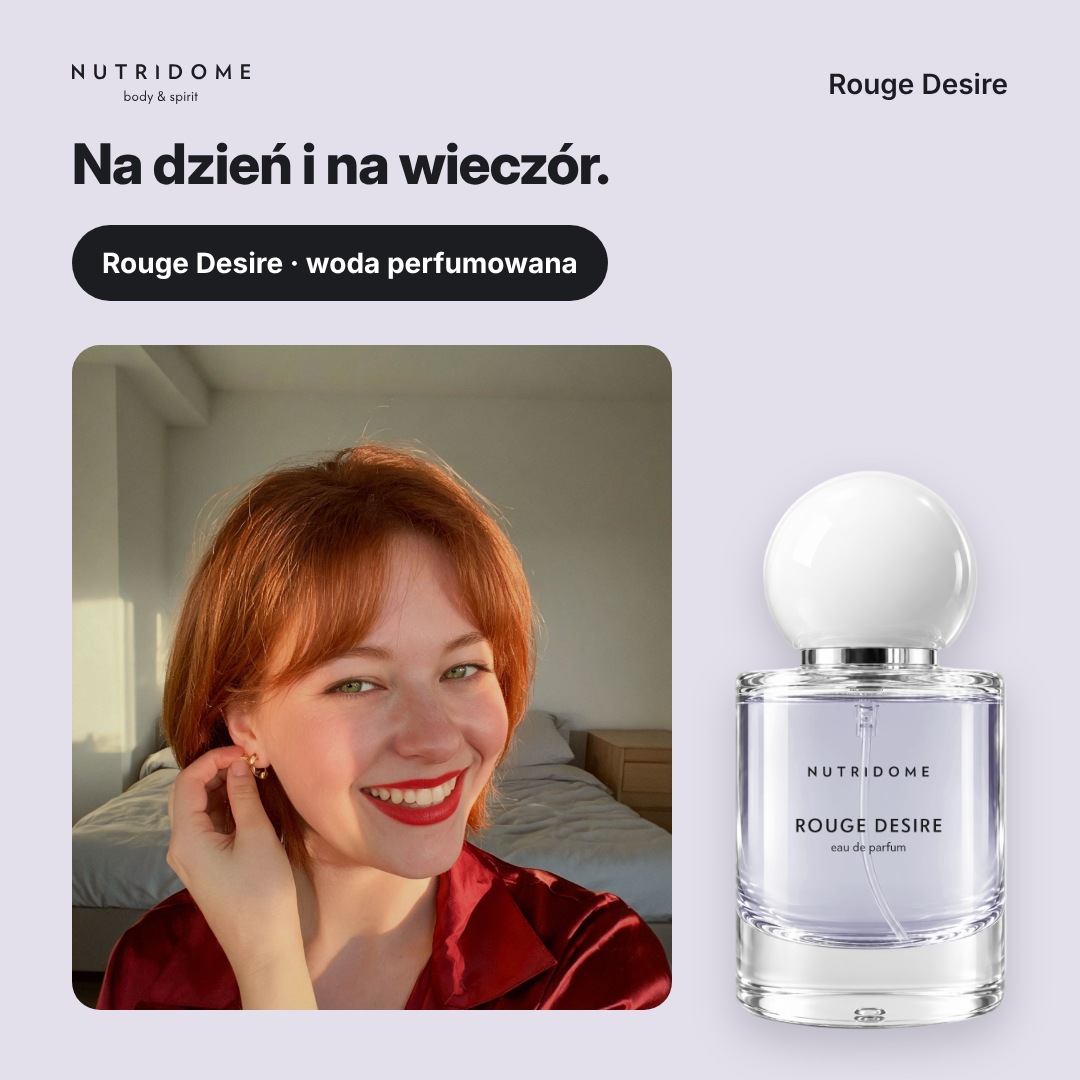 NUTRIDOME
body & spirit
Rouge Desire
Na dzień i na wieczór.
Rouge Desire · woda perfumowana
NUTRIDOME
ROUGE DESIRE
eau de parfum